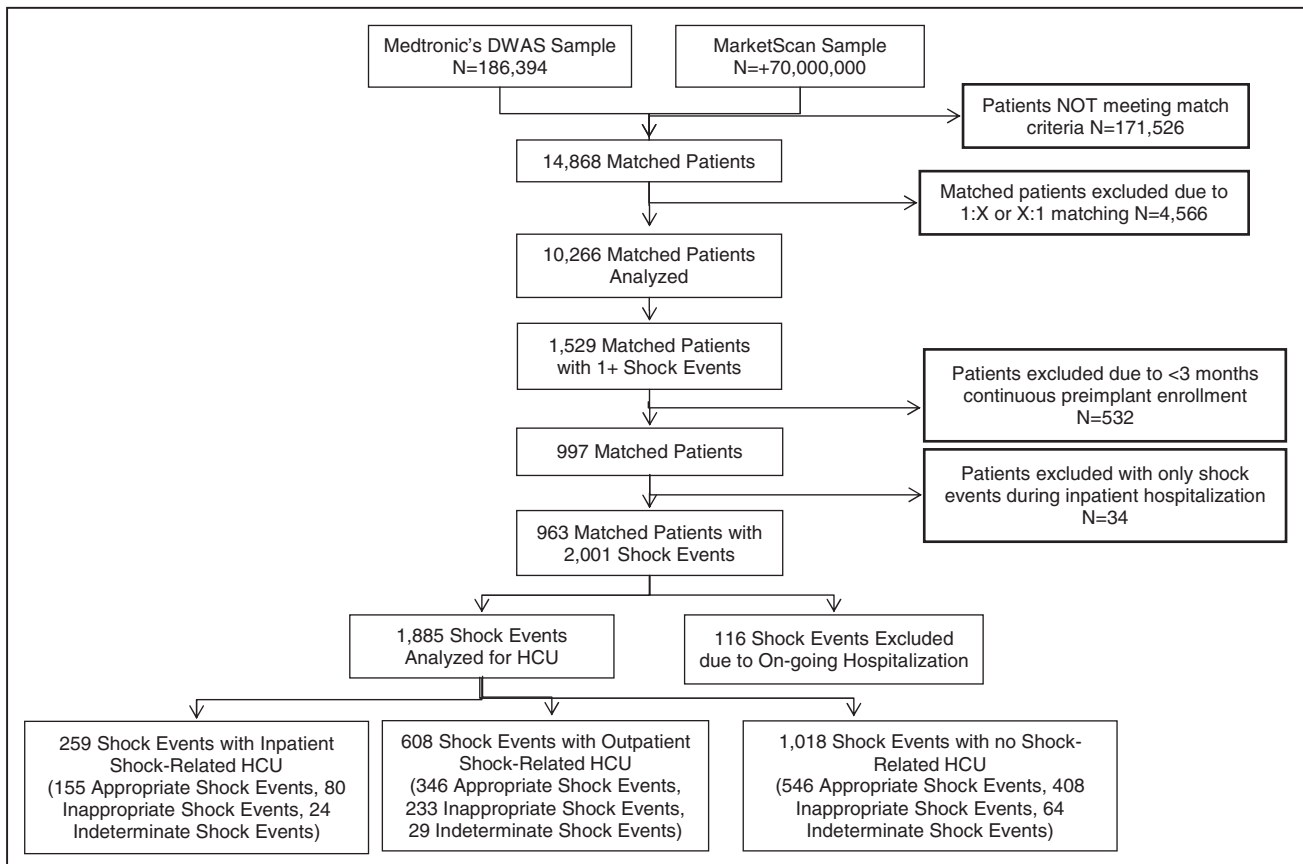 Medtronic's DWAS Sample
N=186,394
MarketScan Sample
N=+70,000,000
Patients NOT meeting match
criteria N=171,526
14,868 Matched Patients
Matched patients excluded due to
1:X or X:1 matching N=4,566
10,266 Matched Patients
Analyzed
1,529 Matched Patients
with 1+ Shock Events
Patients excluded due to <3 months
continuous preimplant enrollment
N=532
997 Matched Patients
Patients excluded with only shock
events during inpatient hospitalization
N=34
963 Matched Patients with
2,001 Shock Events
1,885 Shock Events
Analyzed for HCU
116 Shock Events Excluded
due to On-going Hospitalization
259 Shock Events with Inpatient
Shock-Related HCU
(155 Appropriate Shock Events, 80
Inappropriate Shock Events, 24
Indeterminate Shock Events)
608 Shock Events with Outpatient
Shock-Related HCU
(346 Appropriate Shock Events,
233 Inappropriate Shock Events,
29 Indeterminate Shock Events)
1,018 Shock Events with no Shock-
Related HCU
(546 Appropriate Shock Events, 408
Inappropriate Shock Events, 64
Indeterminate Shock Events)